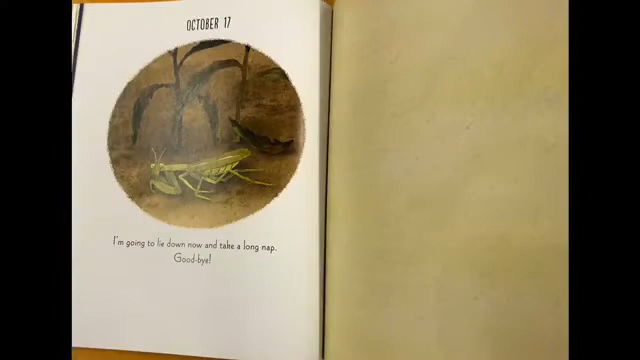 OCTOBER 17
I'm going to lie down now and take a long nap.
Good-bye!